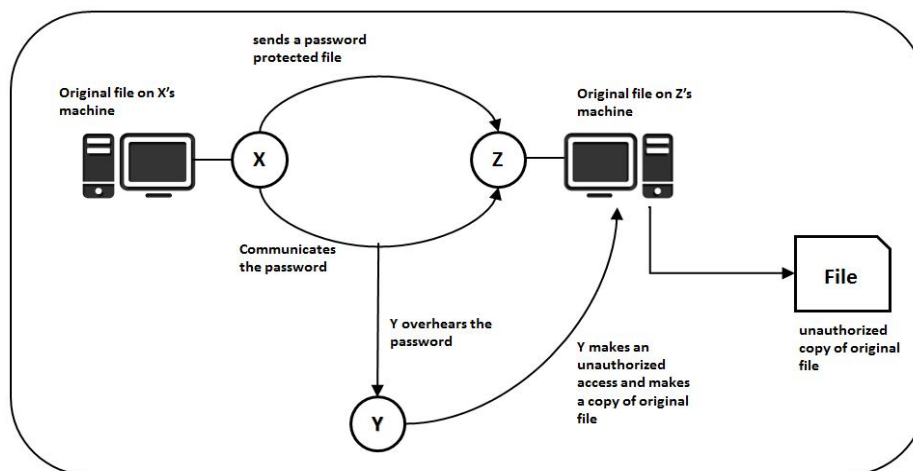 sends a password
protected file
Original file on X's
machine
Original file on Z's
machine
X
Z
Communicates
the password
File
Y overhears the
password
unauthorized
copy of original
file
Y makes an
unauthorized
access and makes
a copy of original
file
Y